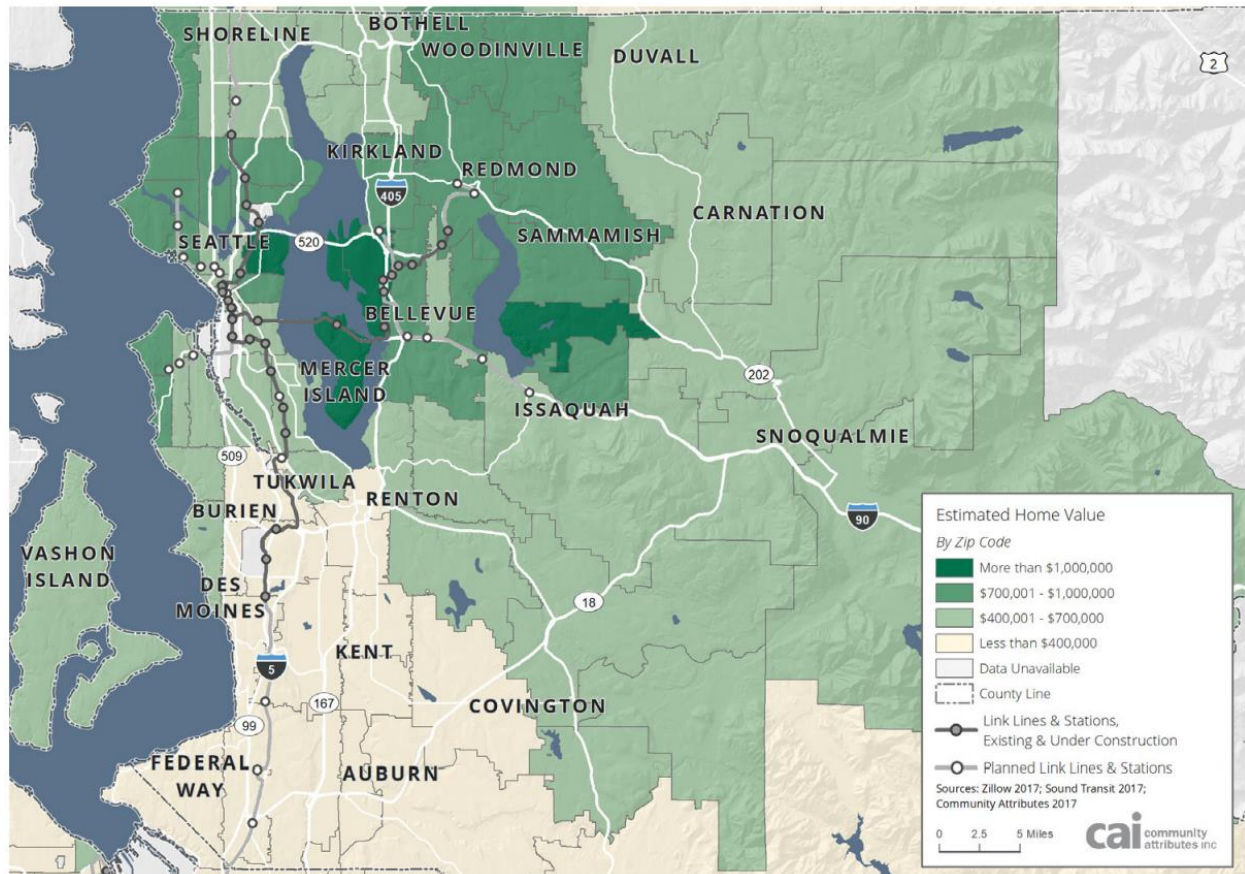 BOTHELL
SHORELINE
WOODINVILLE
DUVALL
2
KIRKLAND
REDMOND
405
CARNATION
SEATTLE
520
SAMMAMISH
BELLEVUE
MERCER
ISLAND
202
ISSAQUAH
SNOQUALMIE
509
TUKWILA
RENTON
BURIEN
90
VASHON
ISLAND
DES
MOINES
18
KENT
5
167
COVINGTON
99
FEDERAL
WAY
AUBURN
Estimated Home Value
By Zip Code
More than $1,000,000
$700,001 - $1,000,000
$400,001 - $700,000
Less than $400,000
Data Unavailable
County Line
Link Lines & Stations,
Existing & Under Construction
Planned Link Lines & Stations
Sources: Zillow 2017; Sound Transit 2017;
Community Attributes 2017
0 2.5 5 Miles
cai community
attributes inc